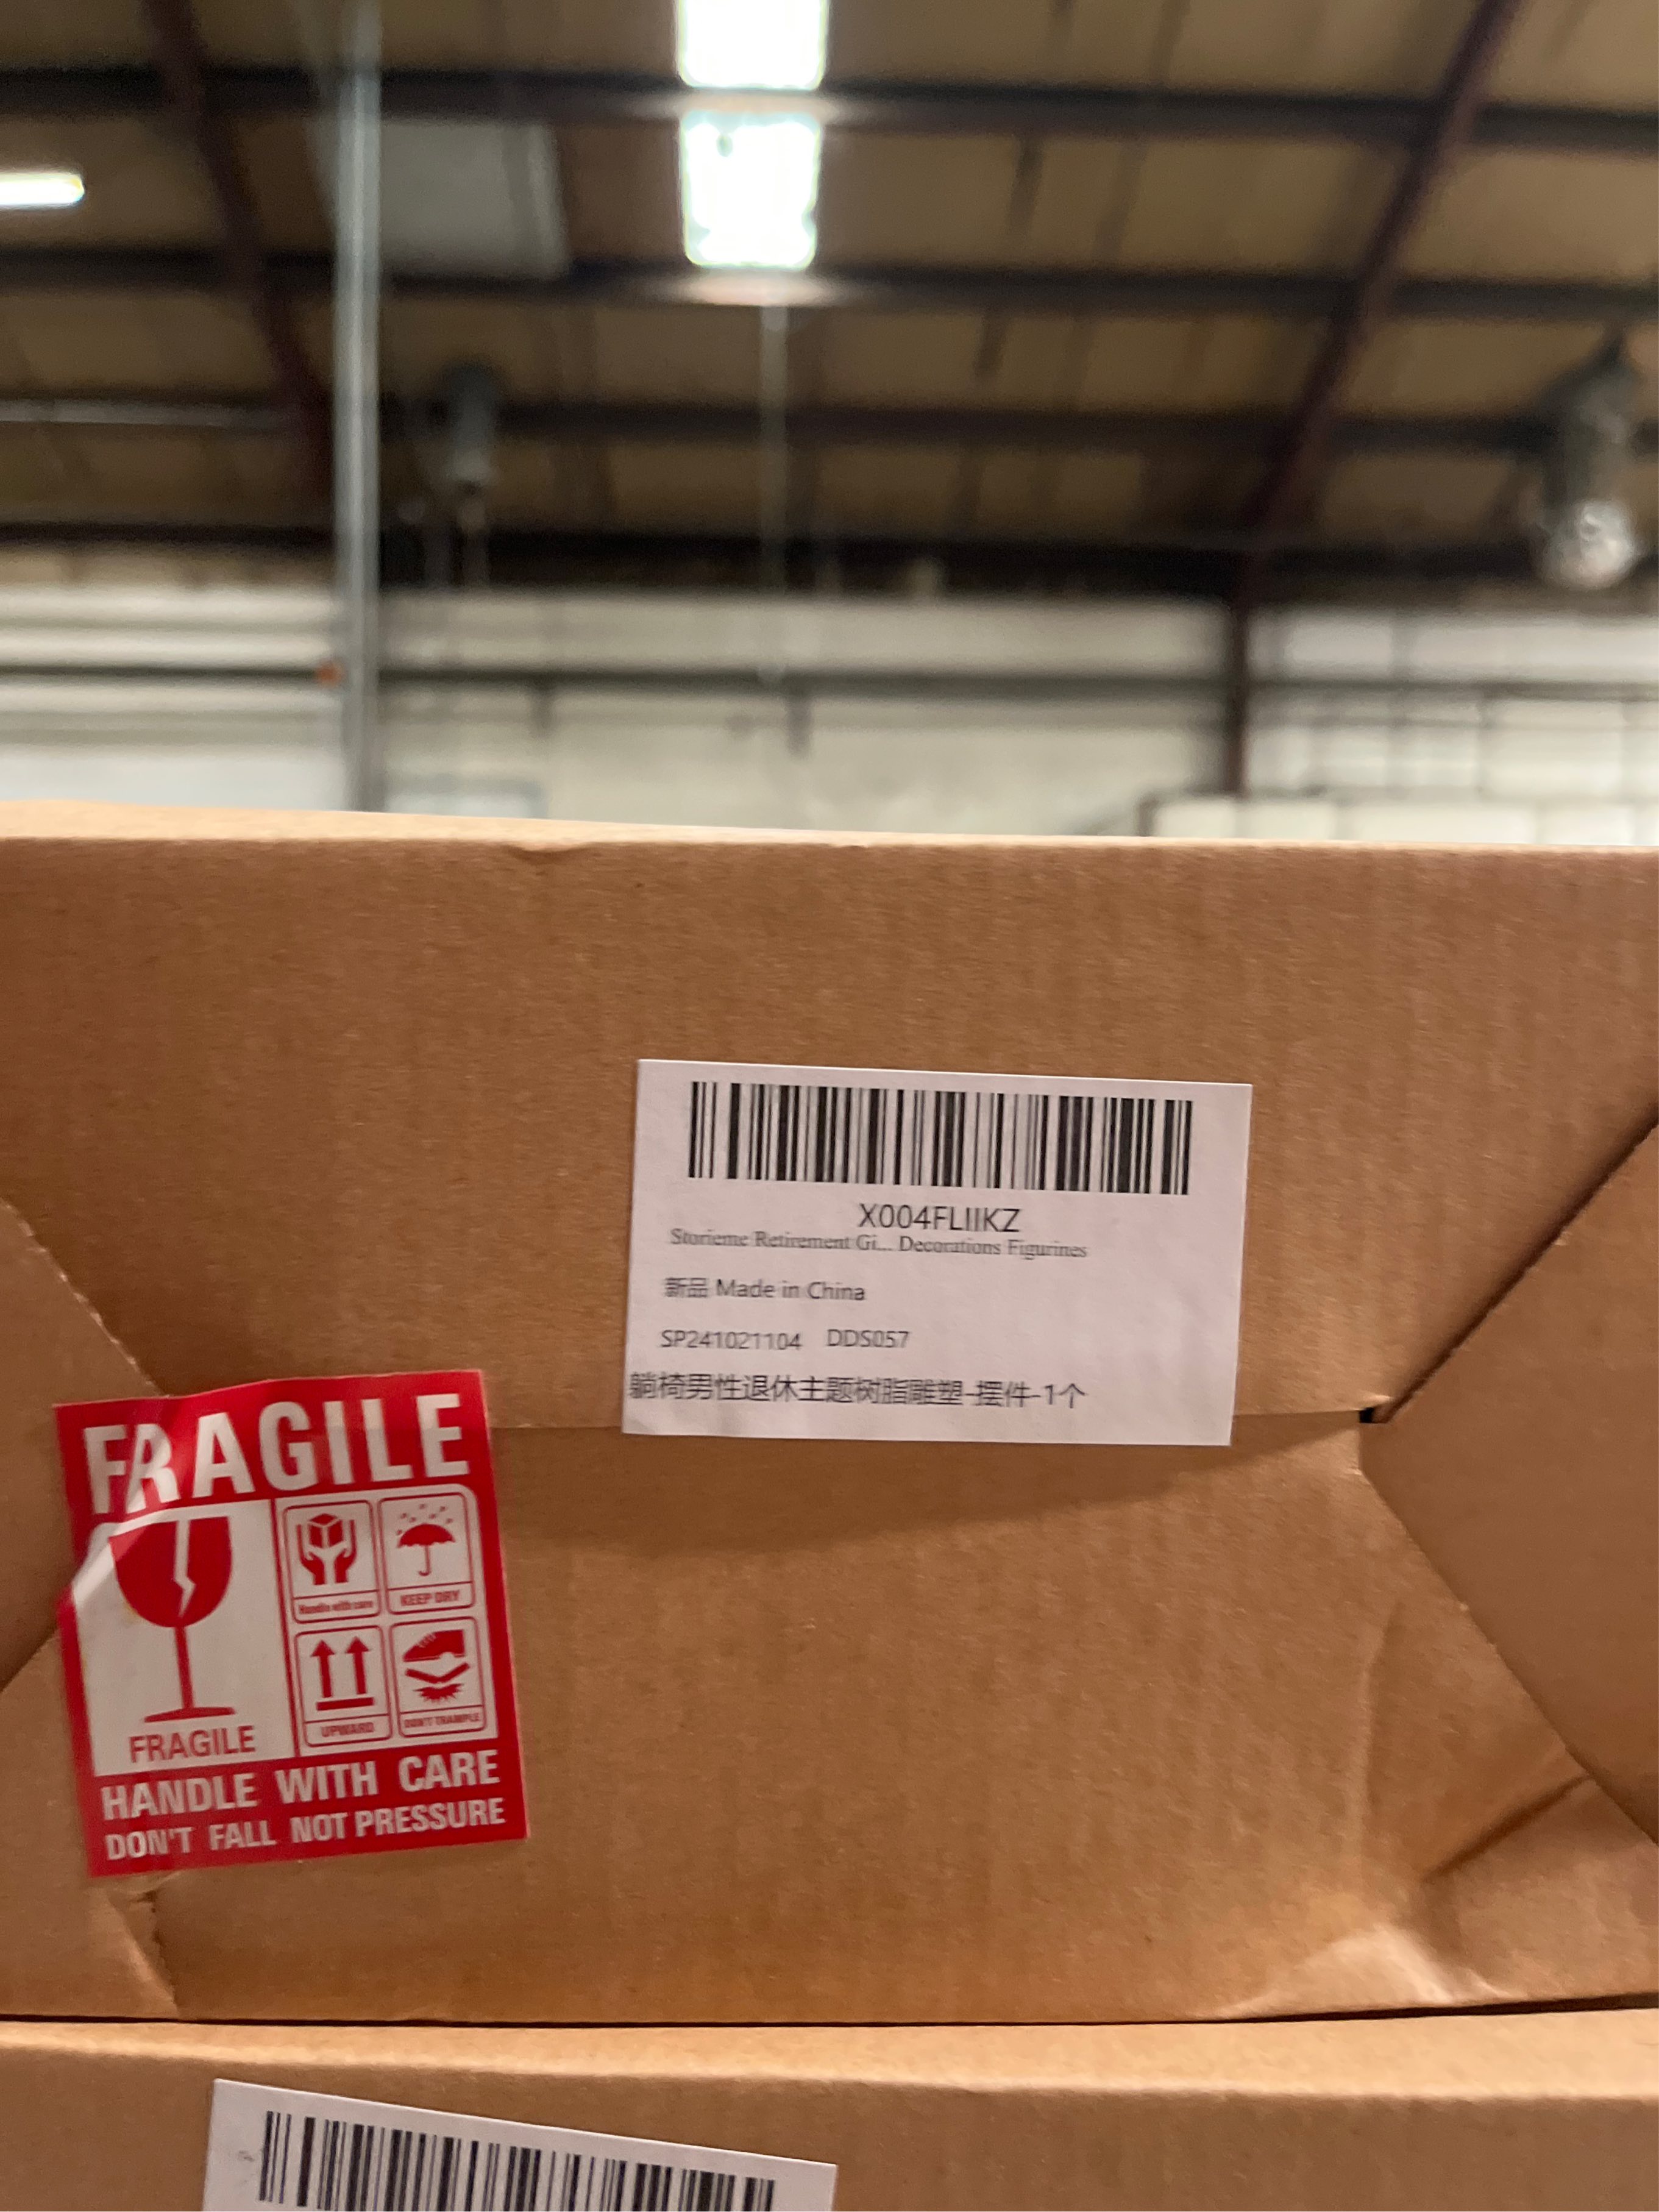 X004FLIIKZ
Storieme Retirement Gi... Decorations Figurines
新品 Made in China
SP241021104 DDS057
躺椅男性退休主题树脂雕塑-摆件-1个
FRAGILE
Handle with care
KEEP DRY
UPWARD
DON'T TRAMPLE
FRAGILE
HANDLE WITH CARE
DON'T FALL NOT PRESSURE